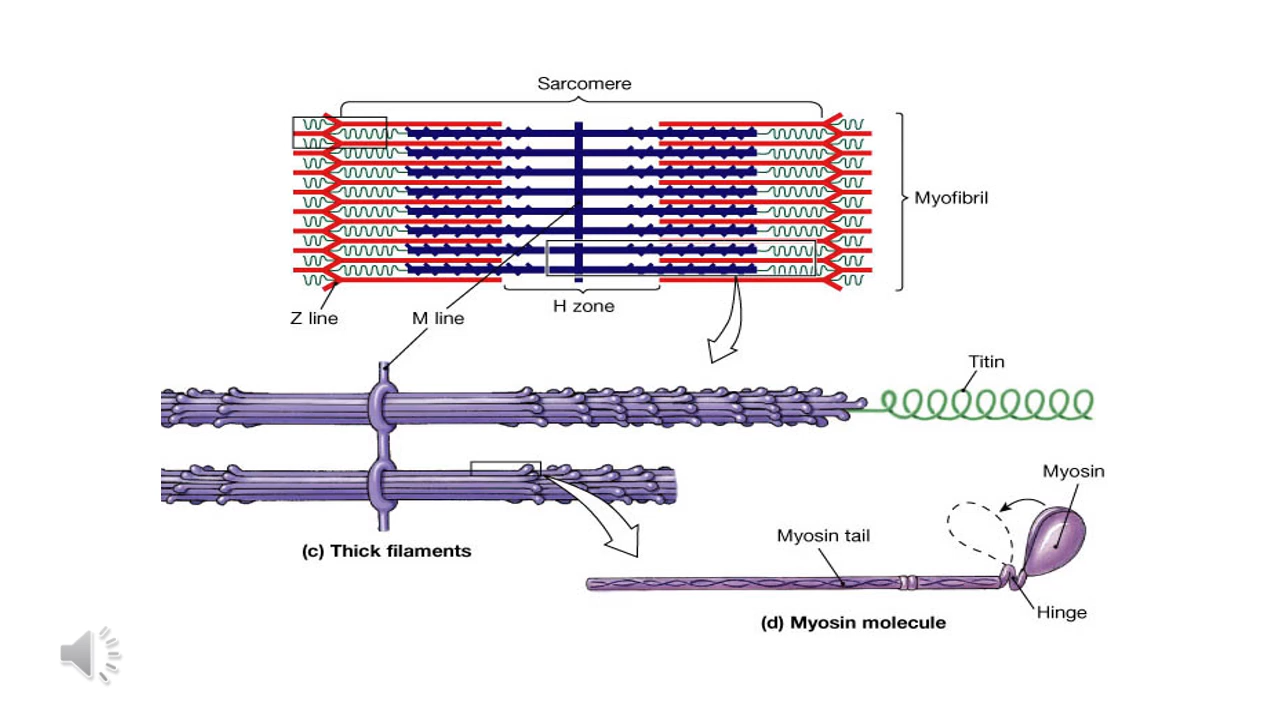 Sarcomere
Myofibril
Z line
M line
H zone
Titin
Myosin
(c) Thick filaments
Myosin tail
Hinge
(d) Myosin molecule